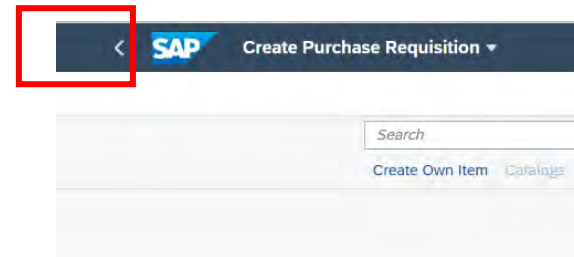 < SAP Create Purchase Requisition ▾
Search
Create Own Item Catalogs